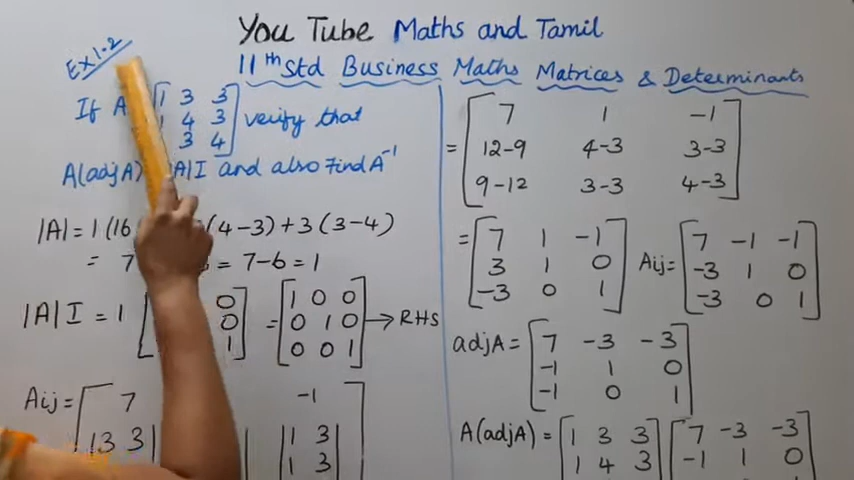 You Tube Maths and Tamil
11th Std Business Maths Matrices & Determinants
Ex 1.2
If A 1 3 3
4 3 verify that
3 4
A(adjA) |A|I and also Find A⁻¹
|A| = 1(16 (4-3)+3(3-4)
= 7 = 7-6 = 1
|A|I = 1 [ 0 = [1 0 0
0 0 1 0 → RHS
1] 0 0 1]
Aij = [ 7 -1
|3 3| |1 3|
|1 3|
= [7 1 -1
12-9 4-3 3-3
9-12 3-3 4-3]
= [7 1 -1
3 1 0
-3 0 1]
Aij = [7 -1 -1
-3 1 0
-3 0 1]
adjA = [7 -3 -3
-1 1 0
-1 0 1]
A(adjA) = [1 3 3 [7 -3 -3
1 4 3 -1 1 0